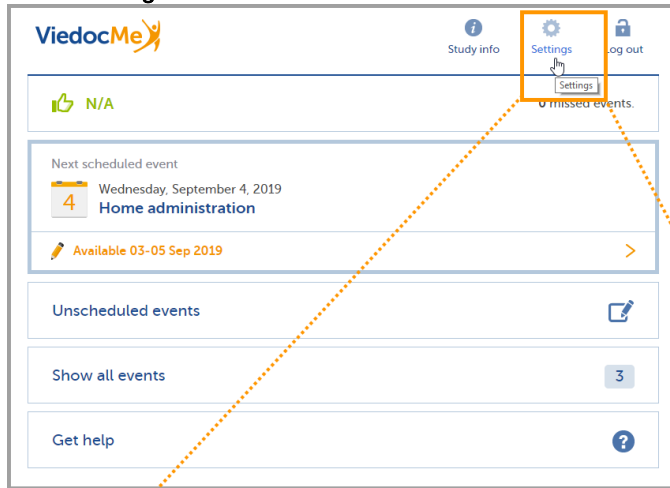 ViedocMe
Study info
Settings
Log out
Settings
N/A
0 missed events.
Next scheduled event
4
Wednesday, September 4, 2019
Home administration
Available 03-05 Sep 2019
Unscheduled events
Show all events
3
Get help